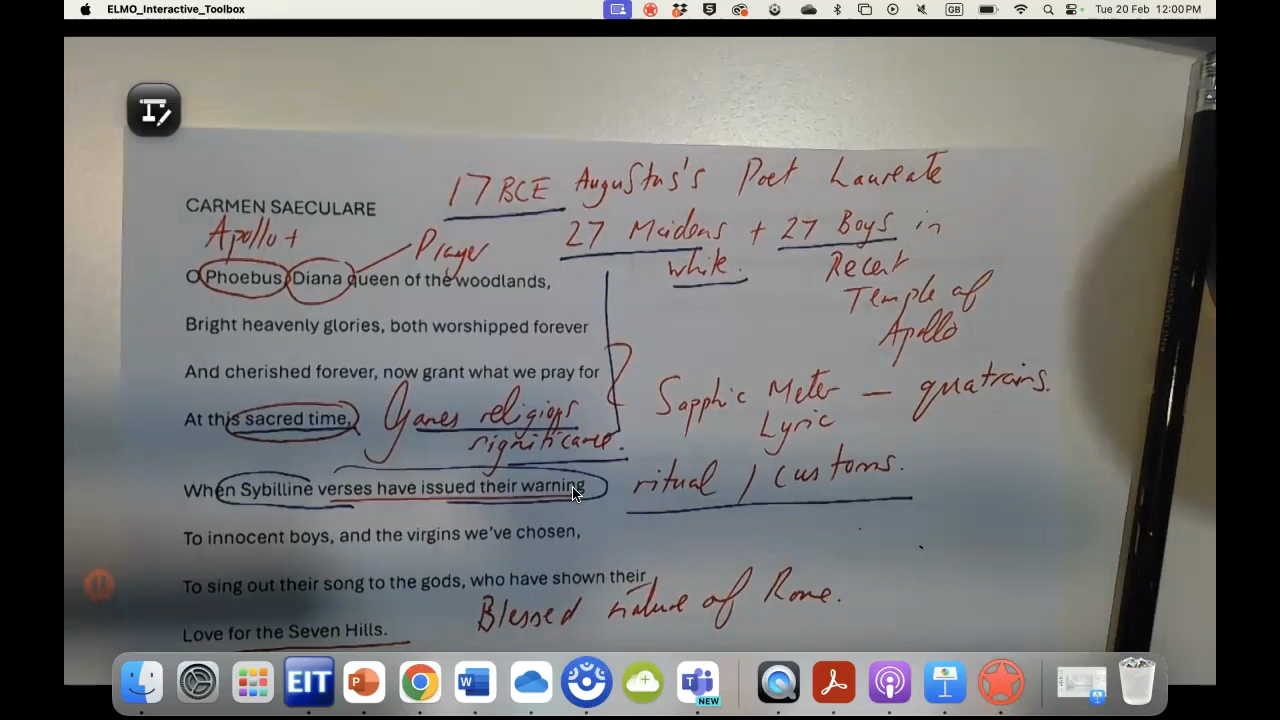 ELMO_Interactive_Toolbox
5
GB
Tue 20 Feb 12:00 PM
17 BCE Augustus's Poet Laureate
CARMEN SAECULARE
27 Maidens + 27 Boys in
white.
Apollo +
Prayer
Recent
Temple of
Apollo
O Phoebus, Diana queen of the woodlands,
Bright heavenly glories, both worshipped forever
And cherished forever, now grant what we pray for
At this sacred time,
Games religious
significance.
Sapphic Meter — quatrains.
Lyric
When Sybilline verses have issued their warning
ritual / customs.
To innocent boys, and the virgins we've chosen,
To sing out their song to the gods, who have shown their
Blessed nature of Rome.
Love for the Seven Hills.
EIT
P
W
T
NEW